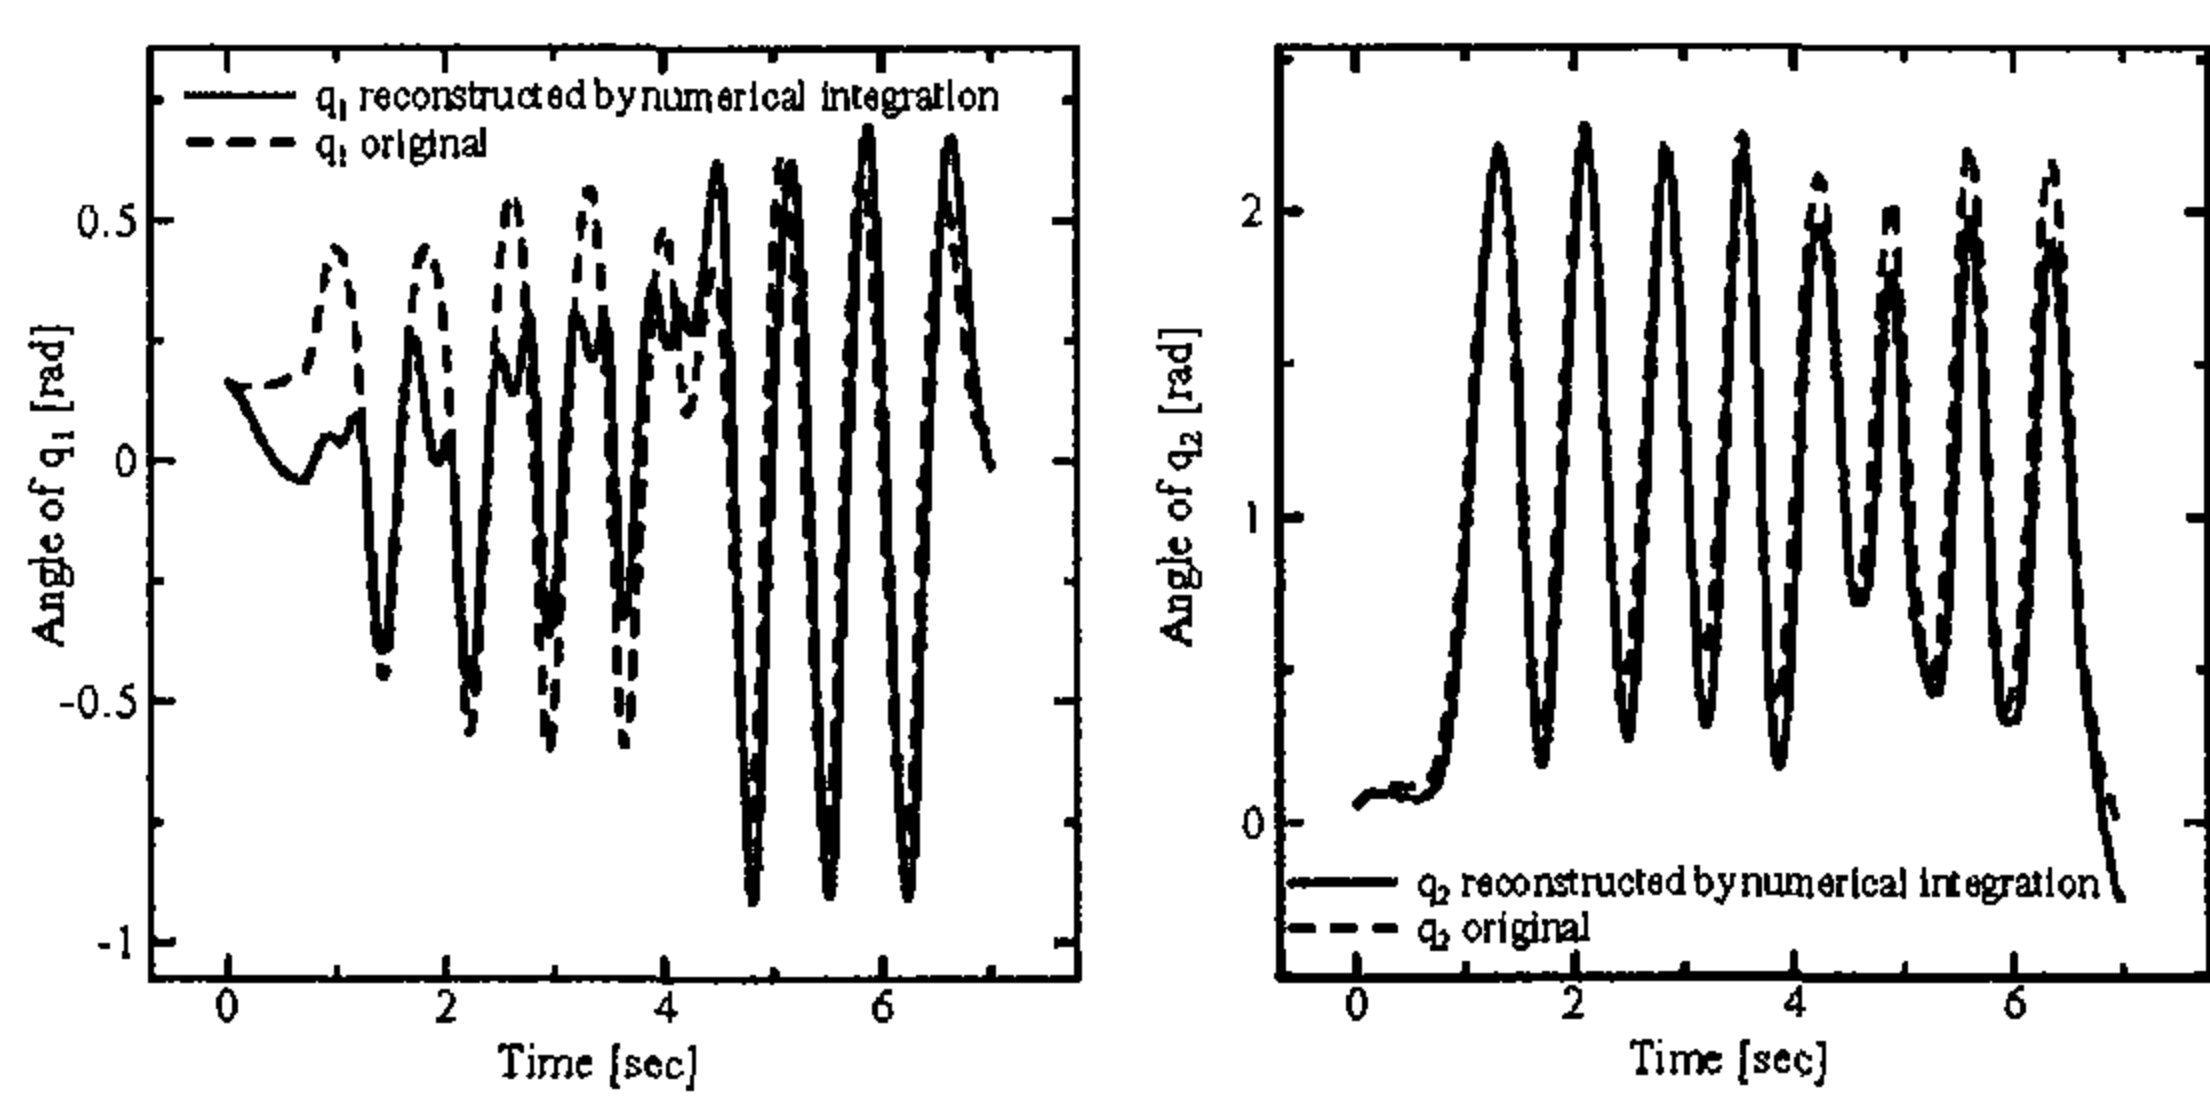 q₁ reconstructed by numerical integration
q₁ original
0.5
0
-0.5
-1
Angle of q₁ [rad]
0 2 4 6
Time [sec]
2
1
0
Angle of q₂ [rad]
q₂ reconstructed by numerical integration
q₂ original
0 2 4 6
Time [sec]